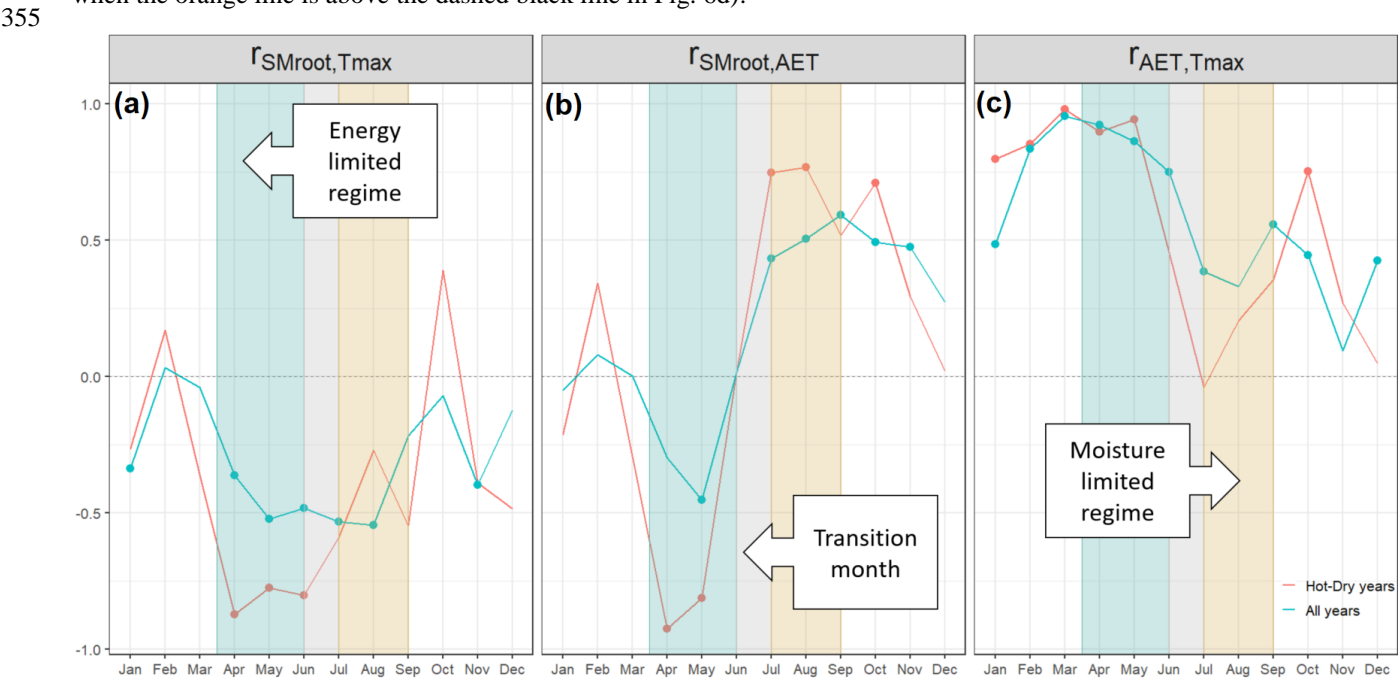 355
when the orange line is above the dashed black line in Fig. 6d).
rSMroot,Tmax
rSMroot,AET
rAET,Tmax
(a)
(b)
(c)
Energy
limited
regime
Transition
month
Moisture
limited
regime
Hot-Dry years
All years
1.0
0.5
0.0
-0.5
-1.0
Jan Feb Mar Apr May Jun Jul Aug Sep Oct Nov Dec
Jan Feb Mar Apr May Jun Jul Aug Sep Oct Nov Dec
Jan Feb Mar Apr May Jun Jul Aug Sep Oct Nov Dec